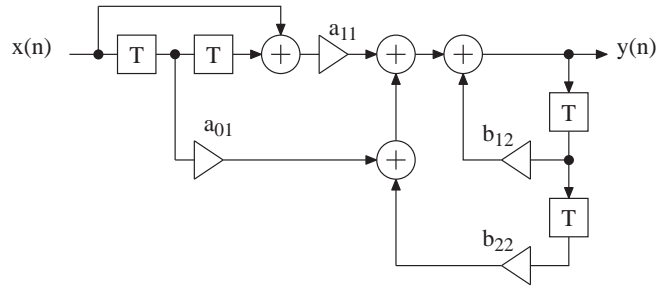 x(n) T T a₁₁ y(n)
T
a₀₁ b₁₂
T
b₂₂